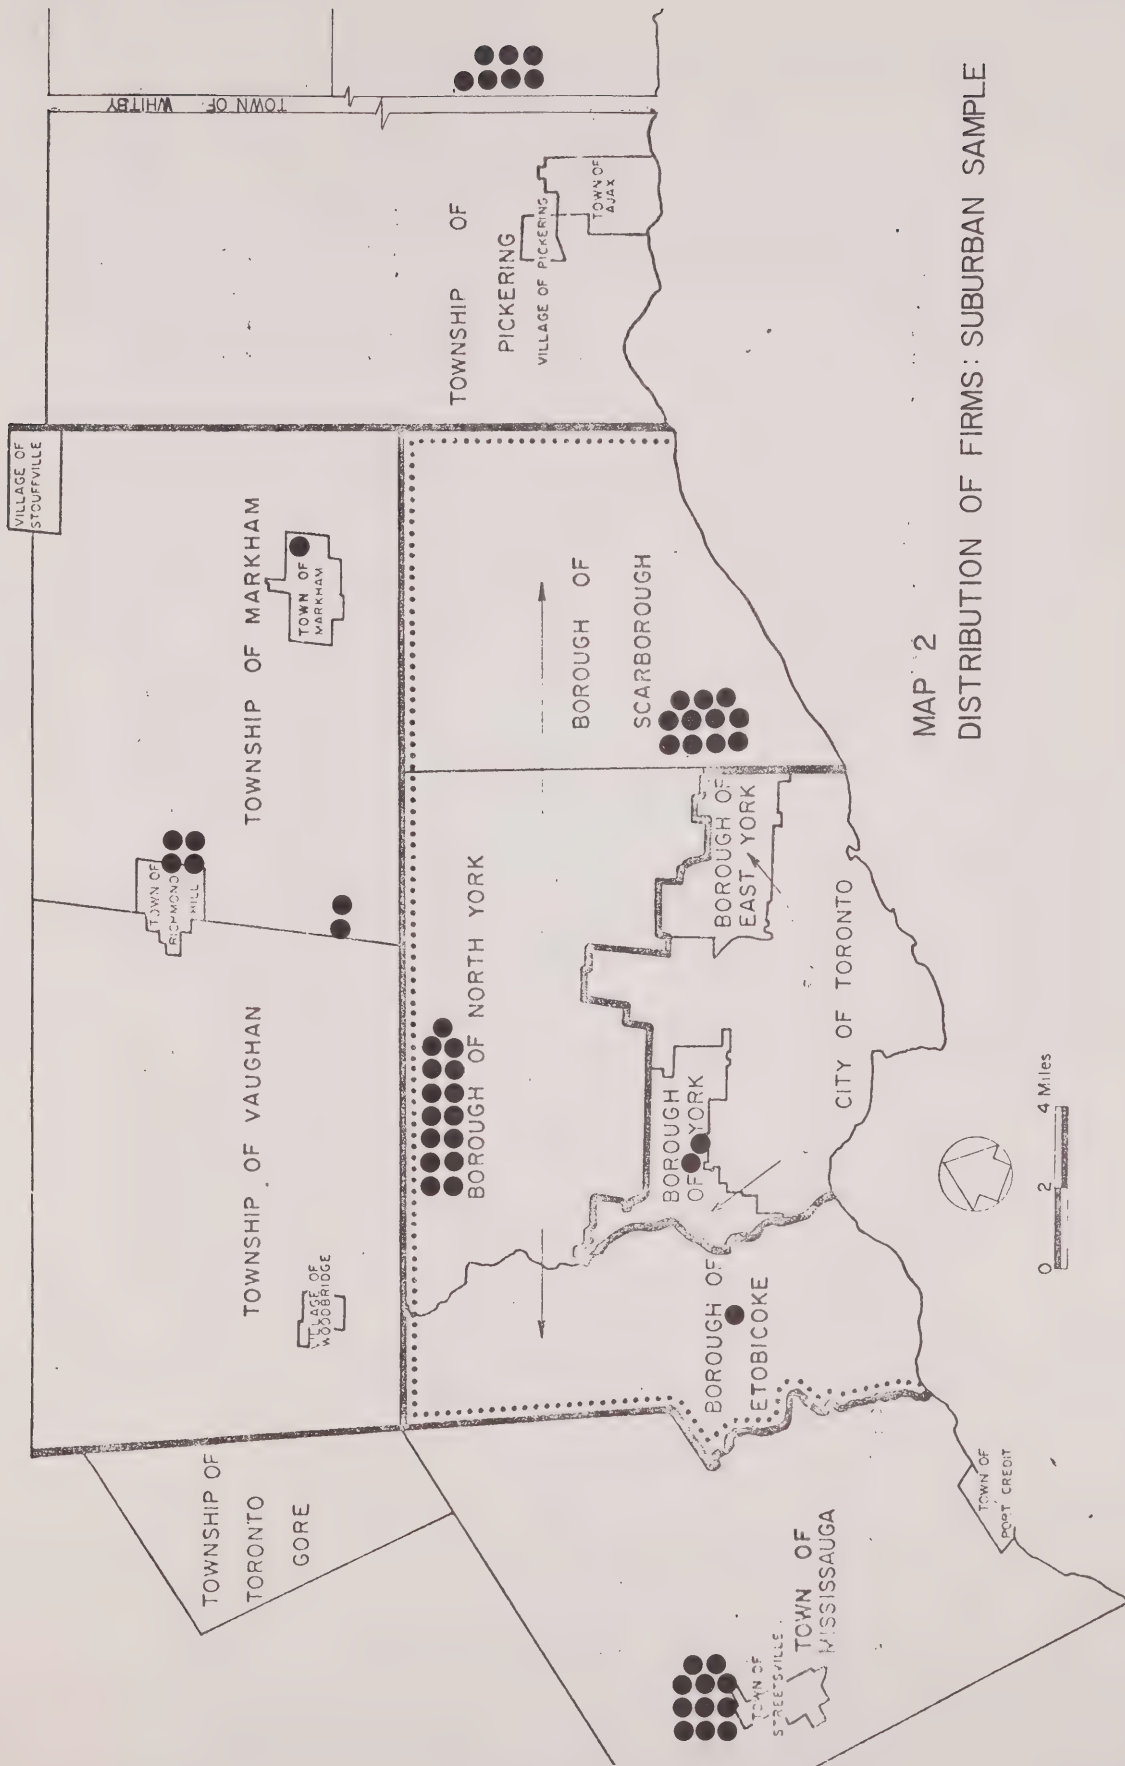 MAP 2
DISTRIBUTION OF FIRMS: SUBURBAN SAMPLE
TOWNSHIP OF
TORONTO
GORE
TOWNSHIP OF VAUGHAN
VILLAGE OF
WOODBRIDGE
TOWN OF
RICHMOND
HILL
TOWNSHIP OF MARKHAM
TOWN OF
MARKHAM
VILLAGE OF
STOUFFVILLE
TOWN OF WHITBY
TOWNSHIP OF
PICKERING
VILLAGE OF PICKERING
TOWN OF
AJAX
BOROUGH OF NORTH YORK
BOROUGH OF
SCARBOROUGH
BOROUGH OF
EAST YORK
BOROUGH
OF YORK
CITY OF TORONTO
BOROUGH OF
ETOBICOKE
TOWN OF
STREETSVILLE
TOWN OF
MISSISSAUGA
TOWN OF
PORT CREDIT
0 2 4 Miles